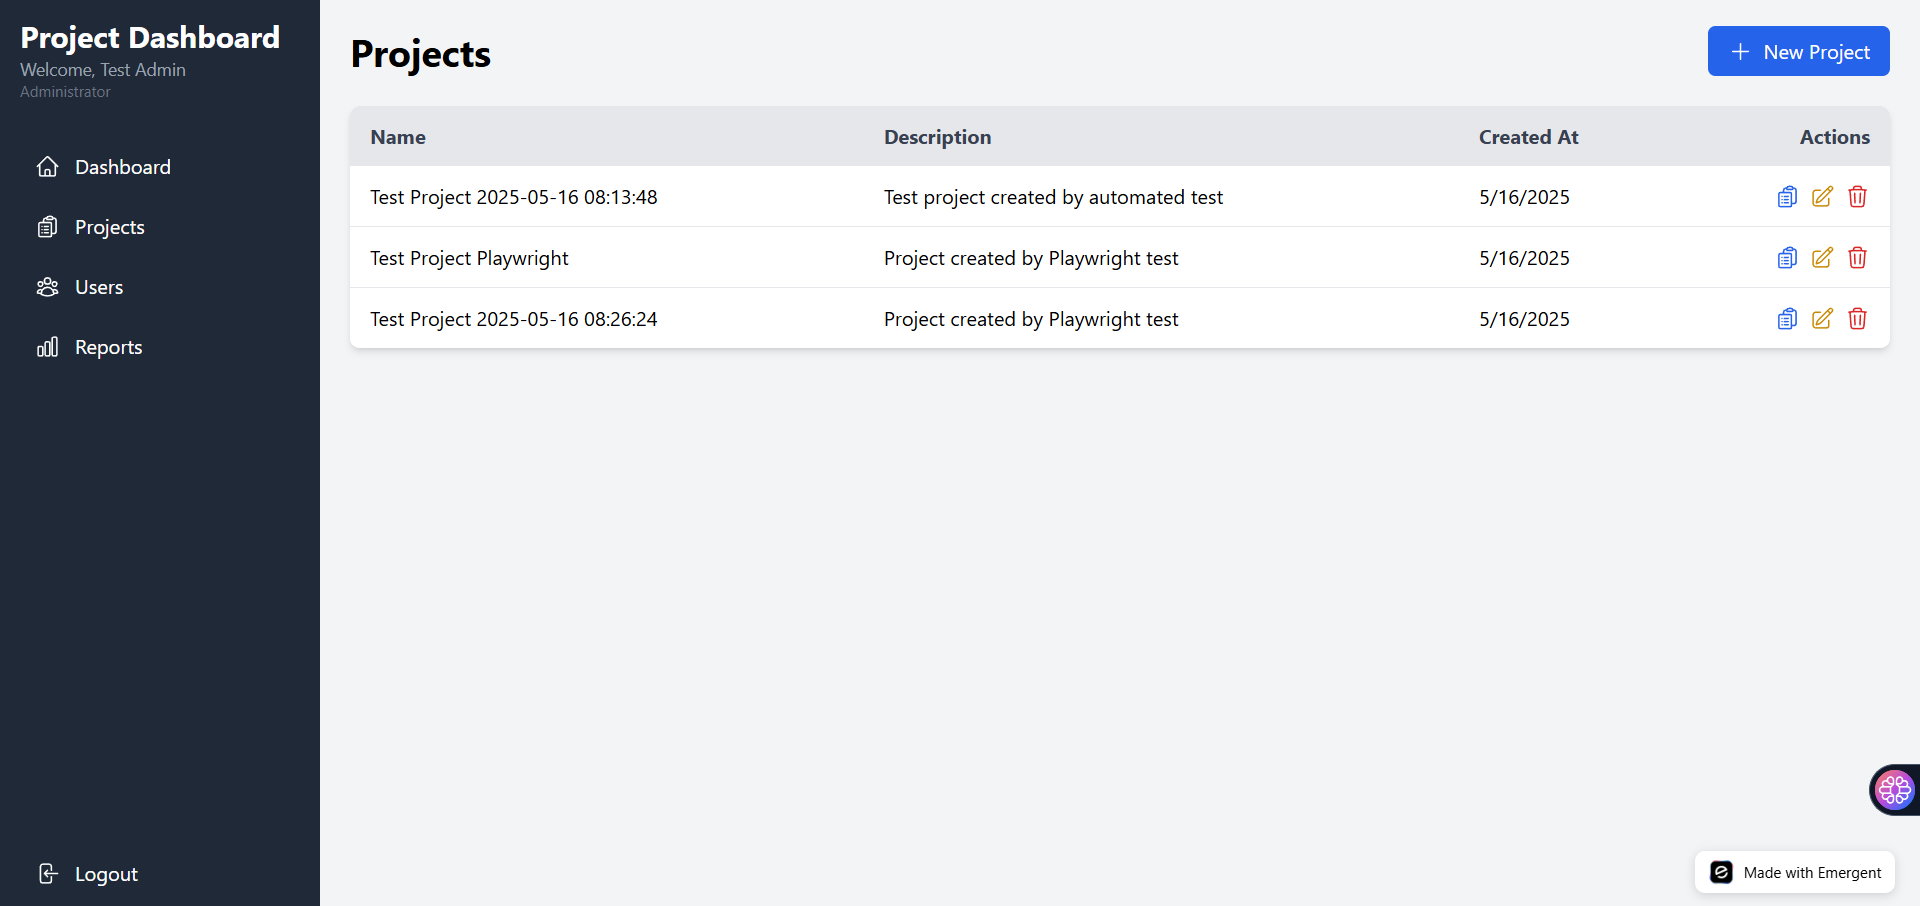 Project Dashboard
Welcome, Test Admin
Administrator
Dashboard
Projects
Users
Reports
Logout
Projects
New Project
Name Description Created At Actions
Test Project 2025-05-16 08:13:48 Test project created by automated test 5/16/2025
Test Project Playwright Project created by Playwright test 5/16/2025
Test Project 2025-05-16 08:26:24 Project created by Playwright test 5/16/2025
Made with Emergent